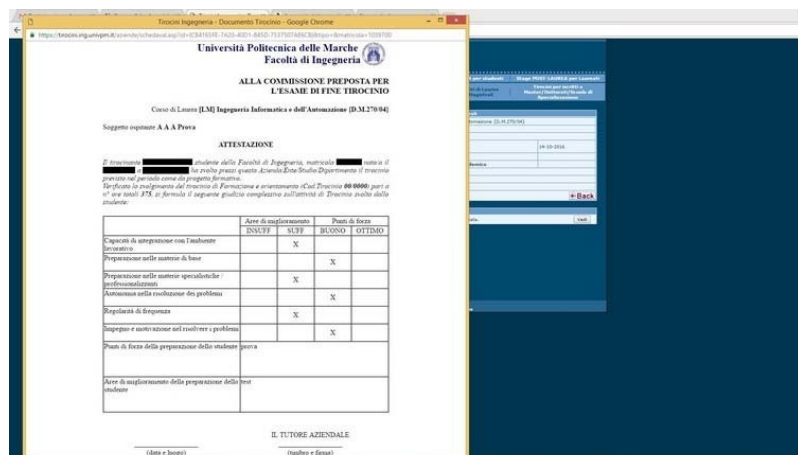 Tirocini Ingegneria - Documento Tirocinio - Google Chrome
Università Politecnica delle Marche
Facoltà di Ingegneria
ALLA COMMISSIONE PREPOSTA PER
L'ESAME DI FINE TIROCINIO
Corso di Laurea [LM] Ingegneria Informatica e dell'Automazione [D.M.270/04]
Soggetto ospitante A A A Prova
ATTESTAZIONE
Il tirocinante studente della Facoltà di Ingegneria, matricola nato/a il
a ha svolto presso questa Azienda/Ente/Studio/Dipartimento il tirocinio
previsto nel periodo come da progetto formativo.
Verificato lo svolgimento del tirocinio di Formazione e orientamento (Cod.Tirocinio 00/0000) pari a
n° ore totali 375, si formula il seguente giudizio complessivo sull'attività di Tirocinio svolta dallo
studente:
Aree di miglioramento Punti di forza
INSUFF SUFF BUONO OTTIMO
Capacità di integrazione con l'ambiente
lavorativo X
Preparazione nelle materie di base X
Preparazione nelle materie specialistiche /
professionalizzanti X
Autonomia nella risoluzione dei problemi X
Regolarità di frequenza X
Impegno e motivazione nel risolvere i problemi X
Punti di forza della preparazione dello studente prova
Aree di miglioramento della preparazione dello test
studente
IL TUTORE AZIENDALE
(data e luogo) (timbro e firma)
Stage POST-LAUREA per Laureati
14-10-2016
Back